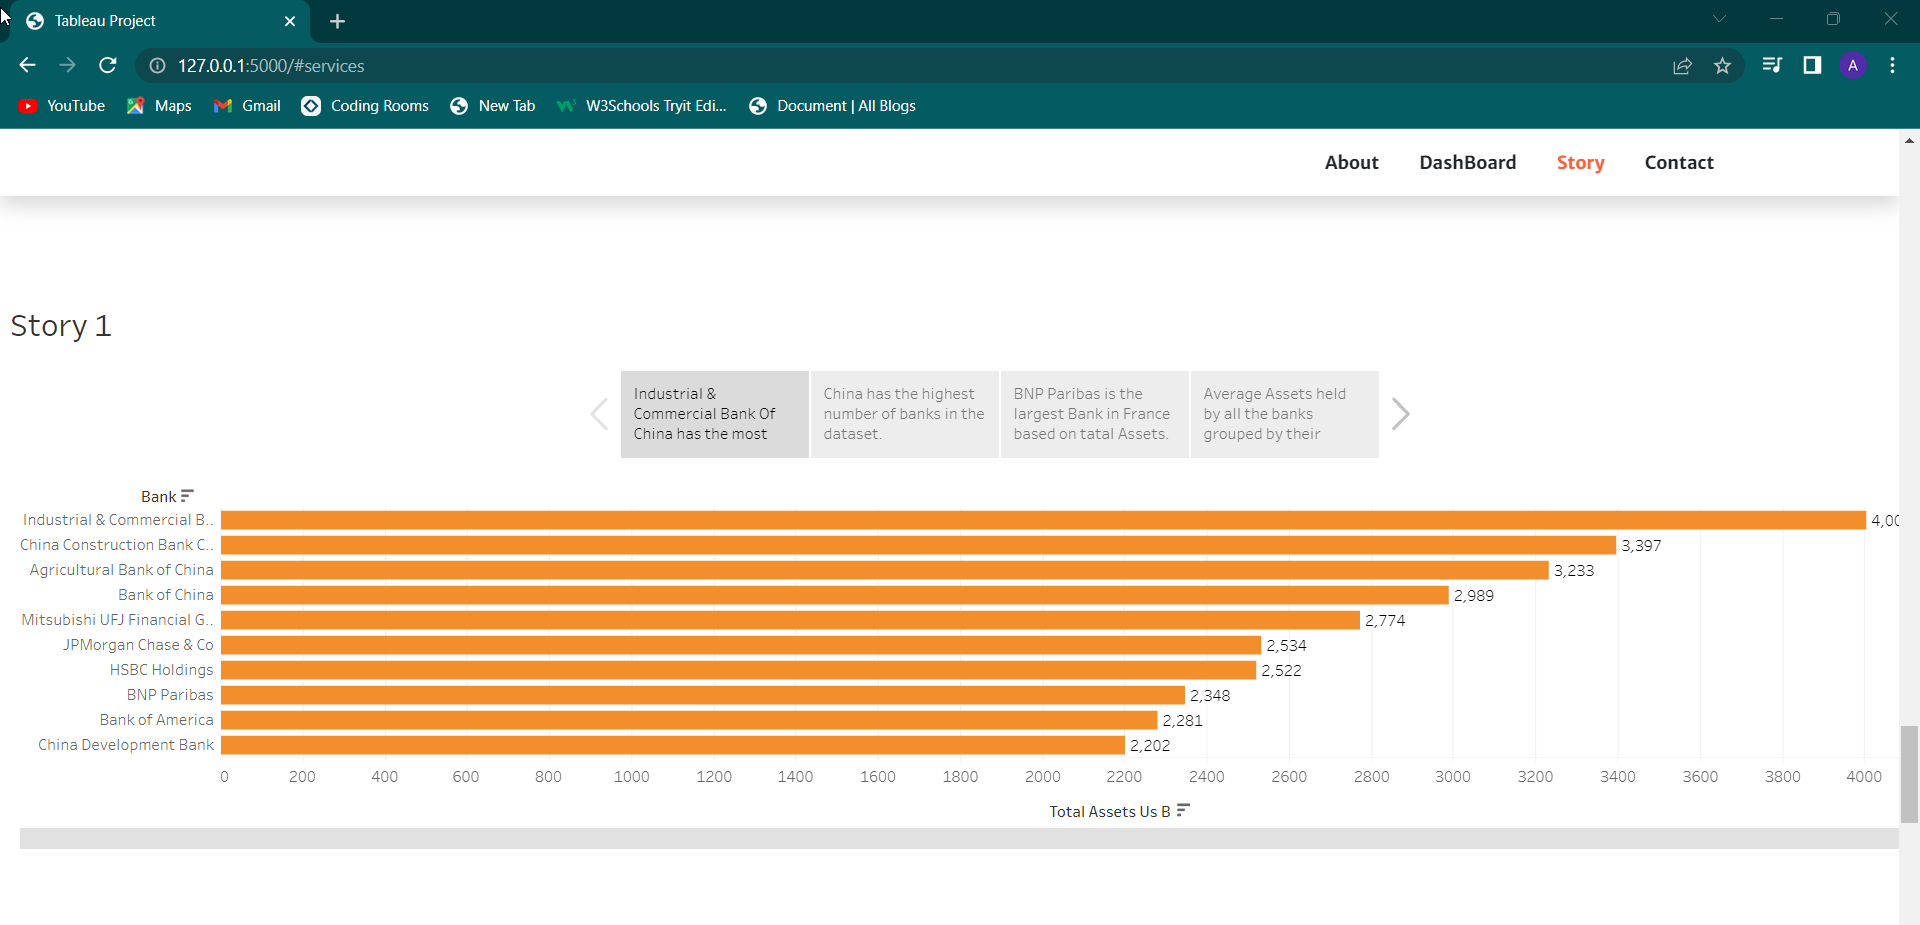 Tableau Project
127.0.0.1:5000/#services
A
YouTube Maps Gmail Coding Rooms New Tab W3Schools Tryit Edi... Document | All Blogs
About DashBoard Story Contact
Story 1
Industrial &
Commercial Bank Of
China has the most
China has the highest
number of banks in the
dataset.
BNP Paribas is the
largest Bank in France
based on tatal Assets.
Average Assets held
by all the banks
grouped by their
Bank
Industrial & Commercial B..
China Construction Bank C.. 3,397
Agricultural Bank of China 3,233
Bank of China 2,989
Mitsubishi UFJ Financial G.. 2,774
JPMorgan Chase & Co 2,534
HSBC Holdings 2,522
BNP Paribas 2,348
Bank of America 2,281
China Development Bank 2,202
0 200 400 600 800 1000 1200 1400 1600 1800 2000 2200 2400 2600 2800 3000 3200 3400 3600 3800 4000
Total Assets Us B